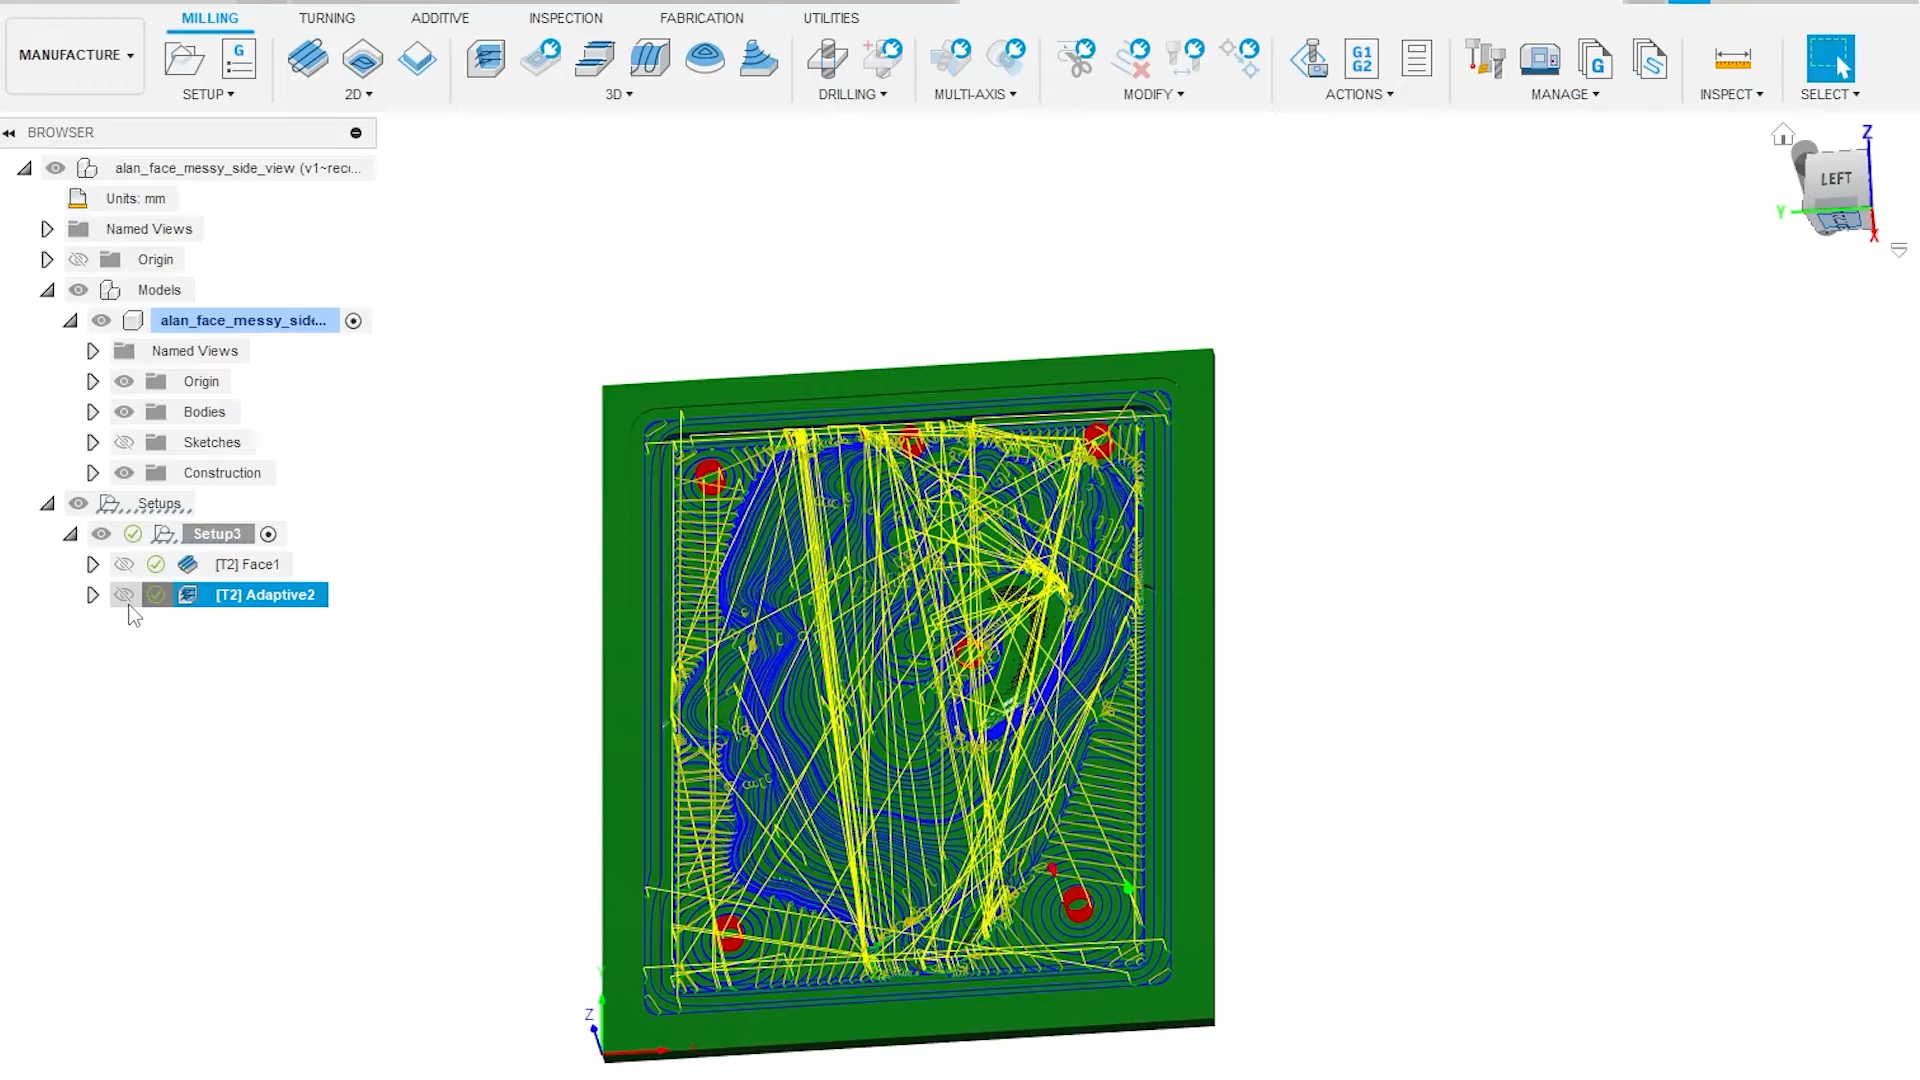 MILLING TURNING ADDITIVE INSPECTION FABRICATION UTILITIES
MANUFACTURE
G
G1
G2
G
SETUP 2D 3D DRILLING MULTI-AXIS MODIFY ACTIONS MANAGE INSPECT SELECT
BROWSER
alan_face_messy_side_view (v1~reci...
Units: mm
Named Views
Origin
Models
alan_face_messy_side...
Named Views
Origin
Bodies
Sketches
Construction
Setups
Setup3
[T2] Face1
[T2] Adaptive2
Z
LEFT
Y
X
Y
Z
X